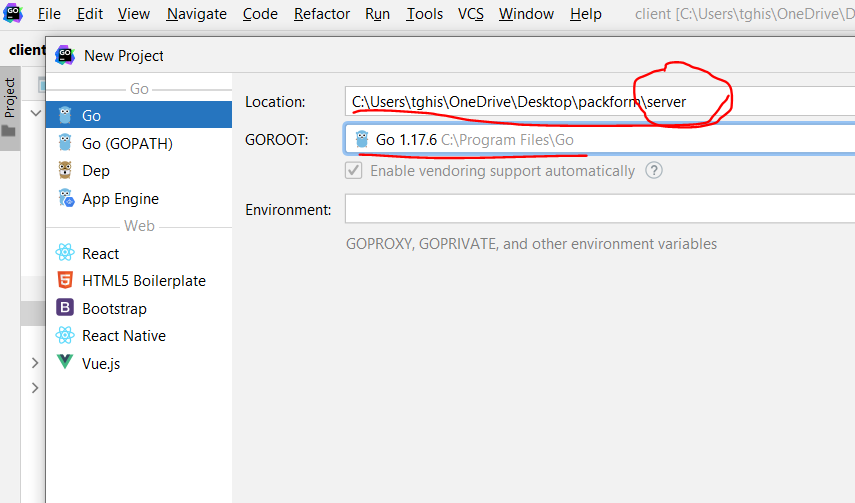 File Edit View Navigate Code Refactor Run Tools VCS Window Help client [C:\Users\tghis\OneDrive\D
client
GO New Project
Project
Go
Go
Go (GOPATH)
Dep
App Engine
Web
React
HTML5 Boilerplate
B Bootstrap
React Native
Vue.js
Location: C:\Users\tghis\OneDrive\Desktop\packform\server
GOROOT: Go 1.17.6 C:\Program Files\Go
Enable vendoring support automatically ?
Environment:
GOPROXY, GOPRIVATE, and other environment variables